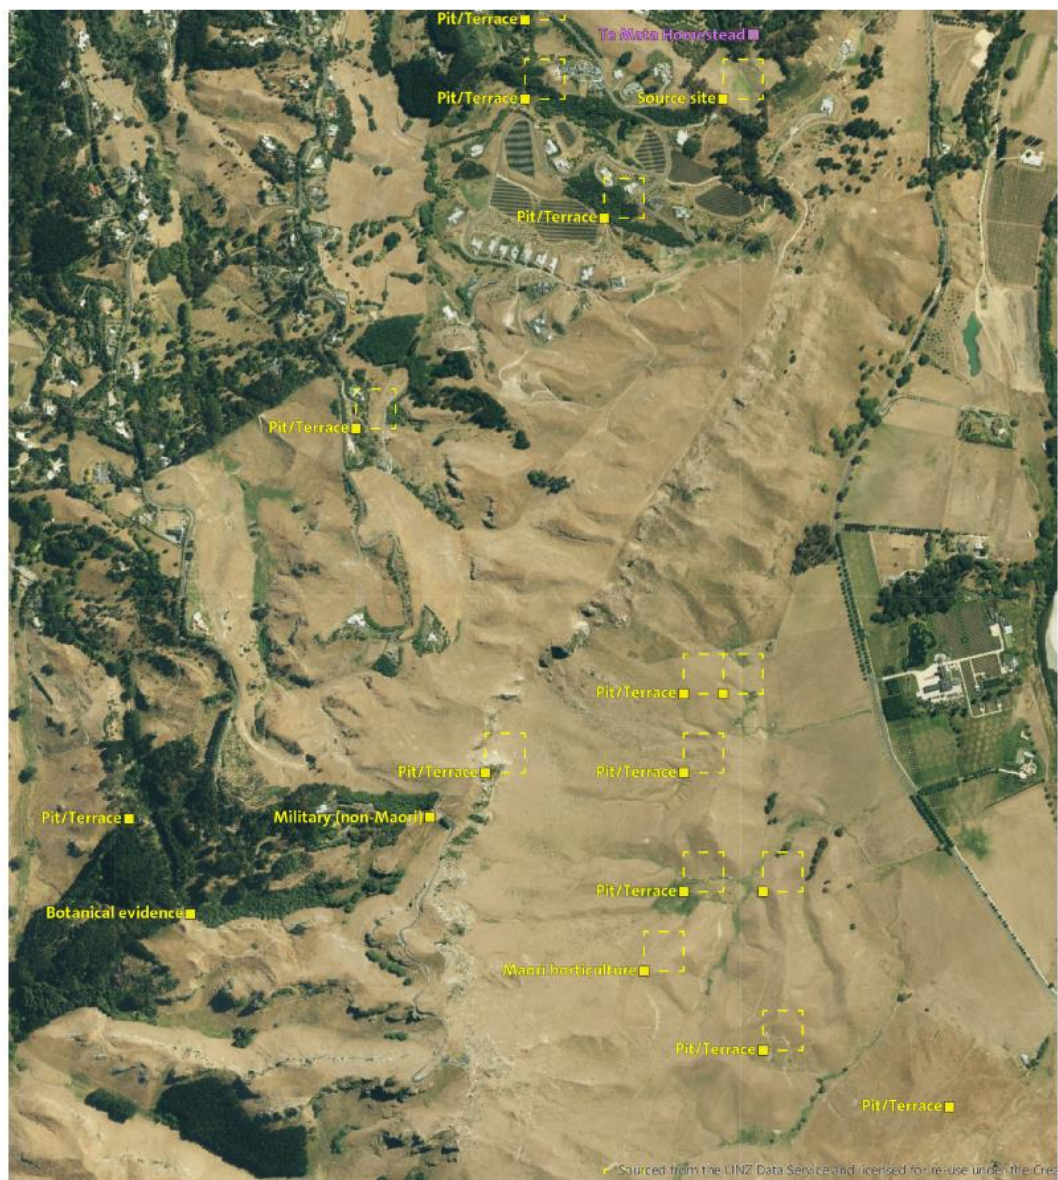 Pit/Terrace
Te Mata Homestead
Pit/Terrace
Source site
Pit/Terrace
Pit/Terrace
Pit/Terrace
Pit/Terrace
Pit/Terrace
Pit/Terrace
Military (non-Maori)
Pit/Terrace
Botanical evidence
Maori horticulture
Pit/Terrace
Pit/Terrace
"Sourced from the LINZ Data Service and licensed for re-use under the Crea